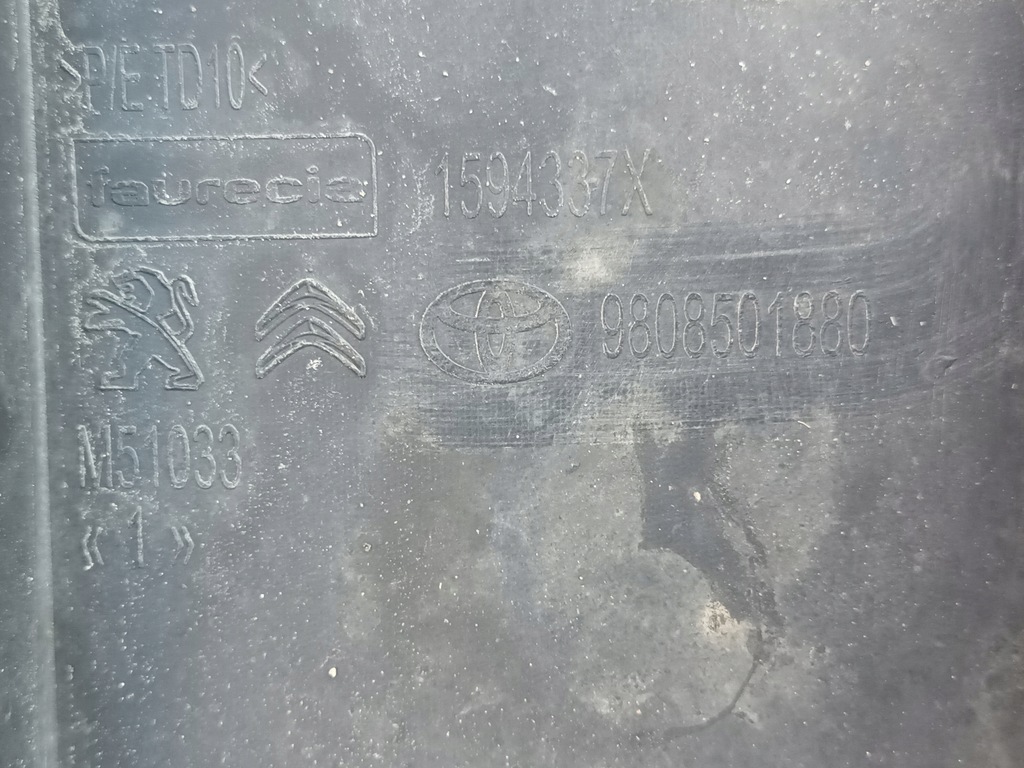 >P/E.TD10<
faurecia 1594337X
9808501880
M51033
«1»